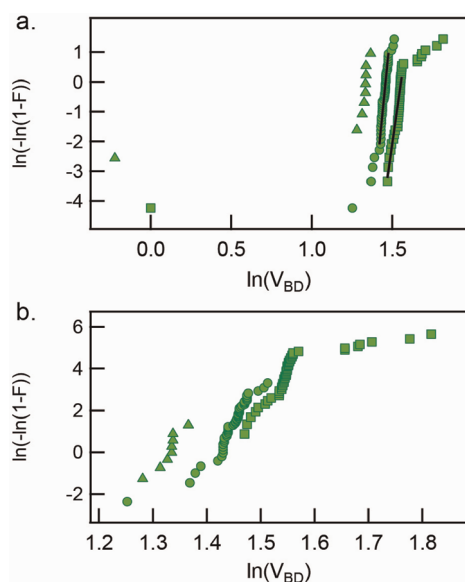 a.
ln(-ln(1-F))
1
0
-1
-2
-3
-4
0.0 0.5 1.0 1.5
ln(V_BD)
b.
ln(-ln(1-F))
6
4
2
0
-2
1.2 1.3 1.4 1.5 1.6 1.7 1.8
ln(V_BD)